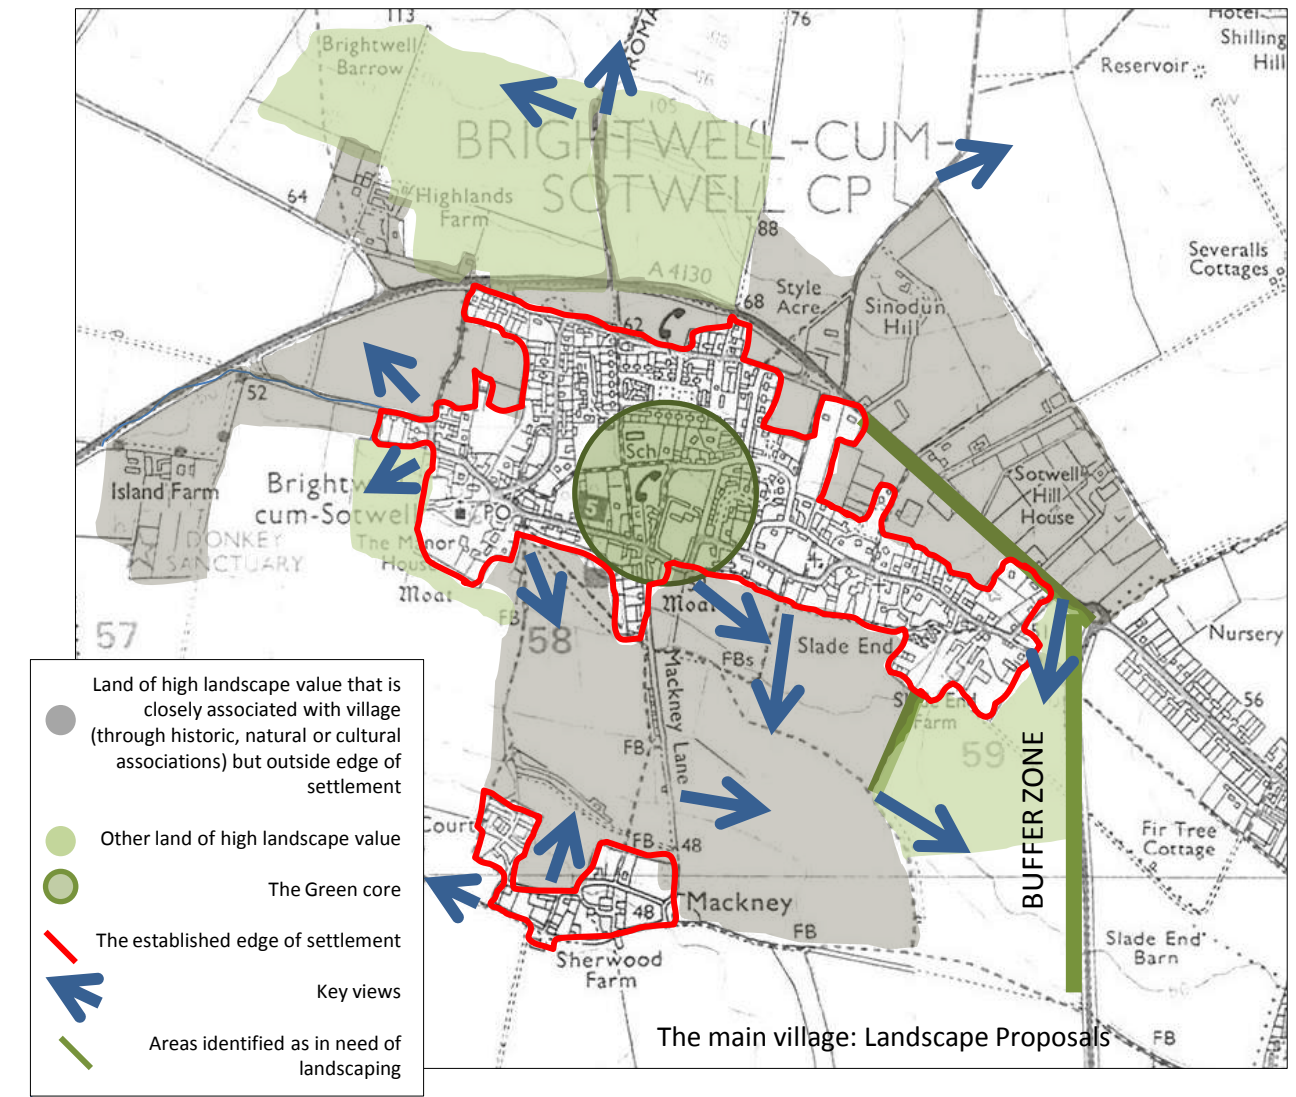 113
76
Hotel
Shilling
Hill
Brightwell
Barrow
ROMA
Reservoir
105
BRIGHTWELL-CUM-
SOTWELL CP
64
Highlands
Farm
88
A 4130
Severalls
Cottages
Style
Acre
68
Sinodun
Hill
62
52
Sch
Island Farm
Brightw
cum-Sotwell
PO
Sotwell
Hill
House
DONKEY
SANCTUARY
The Manor
House
Moat
Moat
FB
57
58
FBs
Slade End
Nursery
Mackney Lane
Slade End
Farm
56
59
FB
BUFFER ZONE
Court
FB
48
Fir Tree
Cottage
48
Mackney
FB
Sherwood
Farm
Slade End
Barn
FB
The main village: Landscape Proposals
Land of high landscape value that is
closely associated with village
(through historic, natural or cultural
associations) but outside edge of
settlement
Other land of high landscape value
The Green core
The established edge of settlement
Key views
Areas identified as in need of
landscaping